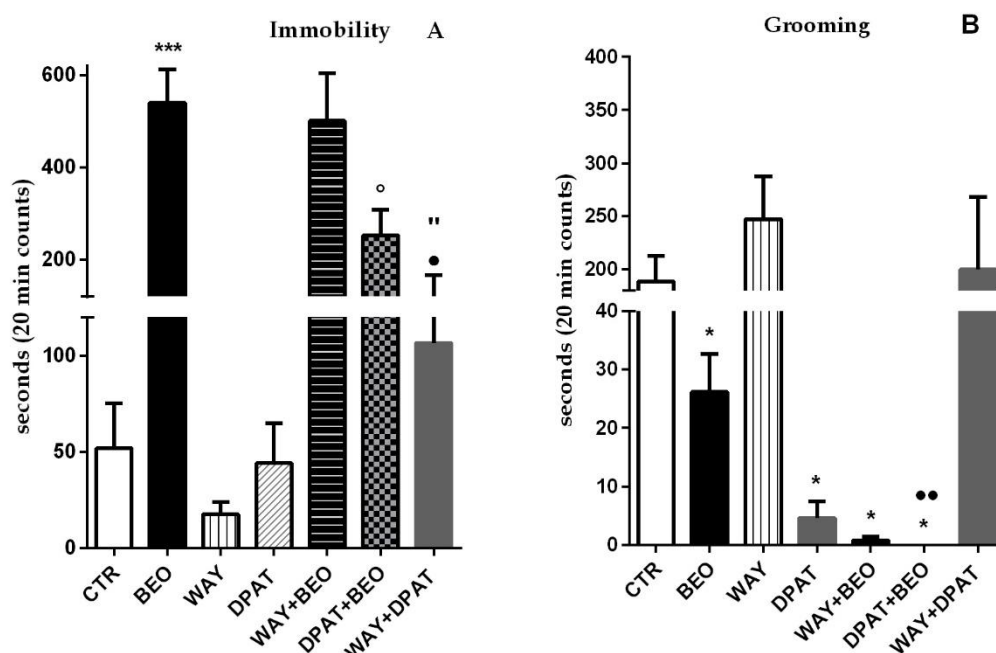 Immobility A
seconds (20 min counts)
600
400
200
100
50
0
***
°
"
●
CTR
BEO
WAY
DPAT
WAY+BEO
DPAT+BEO
WAY+DPAT
Grooming B
seconds (20 min counts)
400
350
300
250
200
40
30
20
10
0
*
*
*
●●
*
CTR
BEO
WAY
DPAT
WAY+BEO
DPAT+BEO
WAY+DPAT